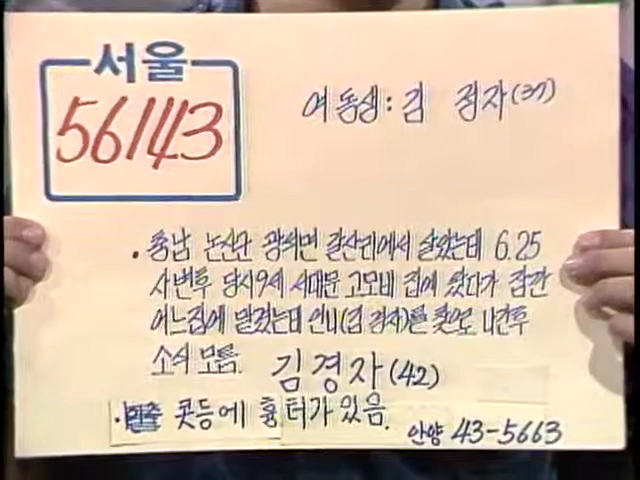 서울
56143
여동생: 김 정자(37)
· 충남 논산군 광석면 갈산리에서 살았는데 6.25
사변후 당시9세 서대문 고모네 집에 왔다가 잠깐
어느집에 맡겼는데 언니(김경자)를 찾으로 나간후
소식 모름. 김경자(42)
· 콧등에 흉터가 있음.
안양 43-5663